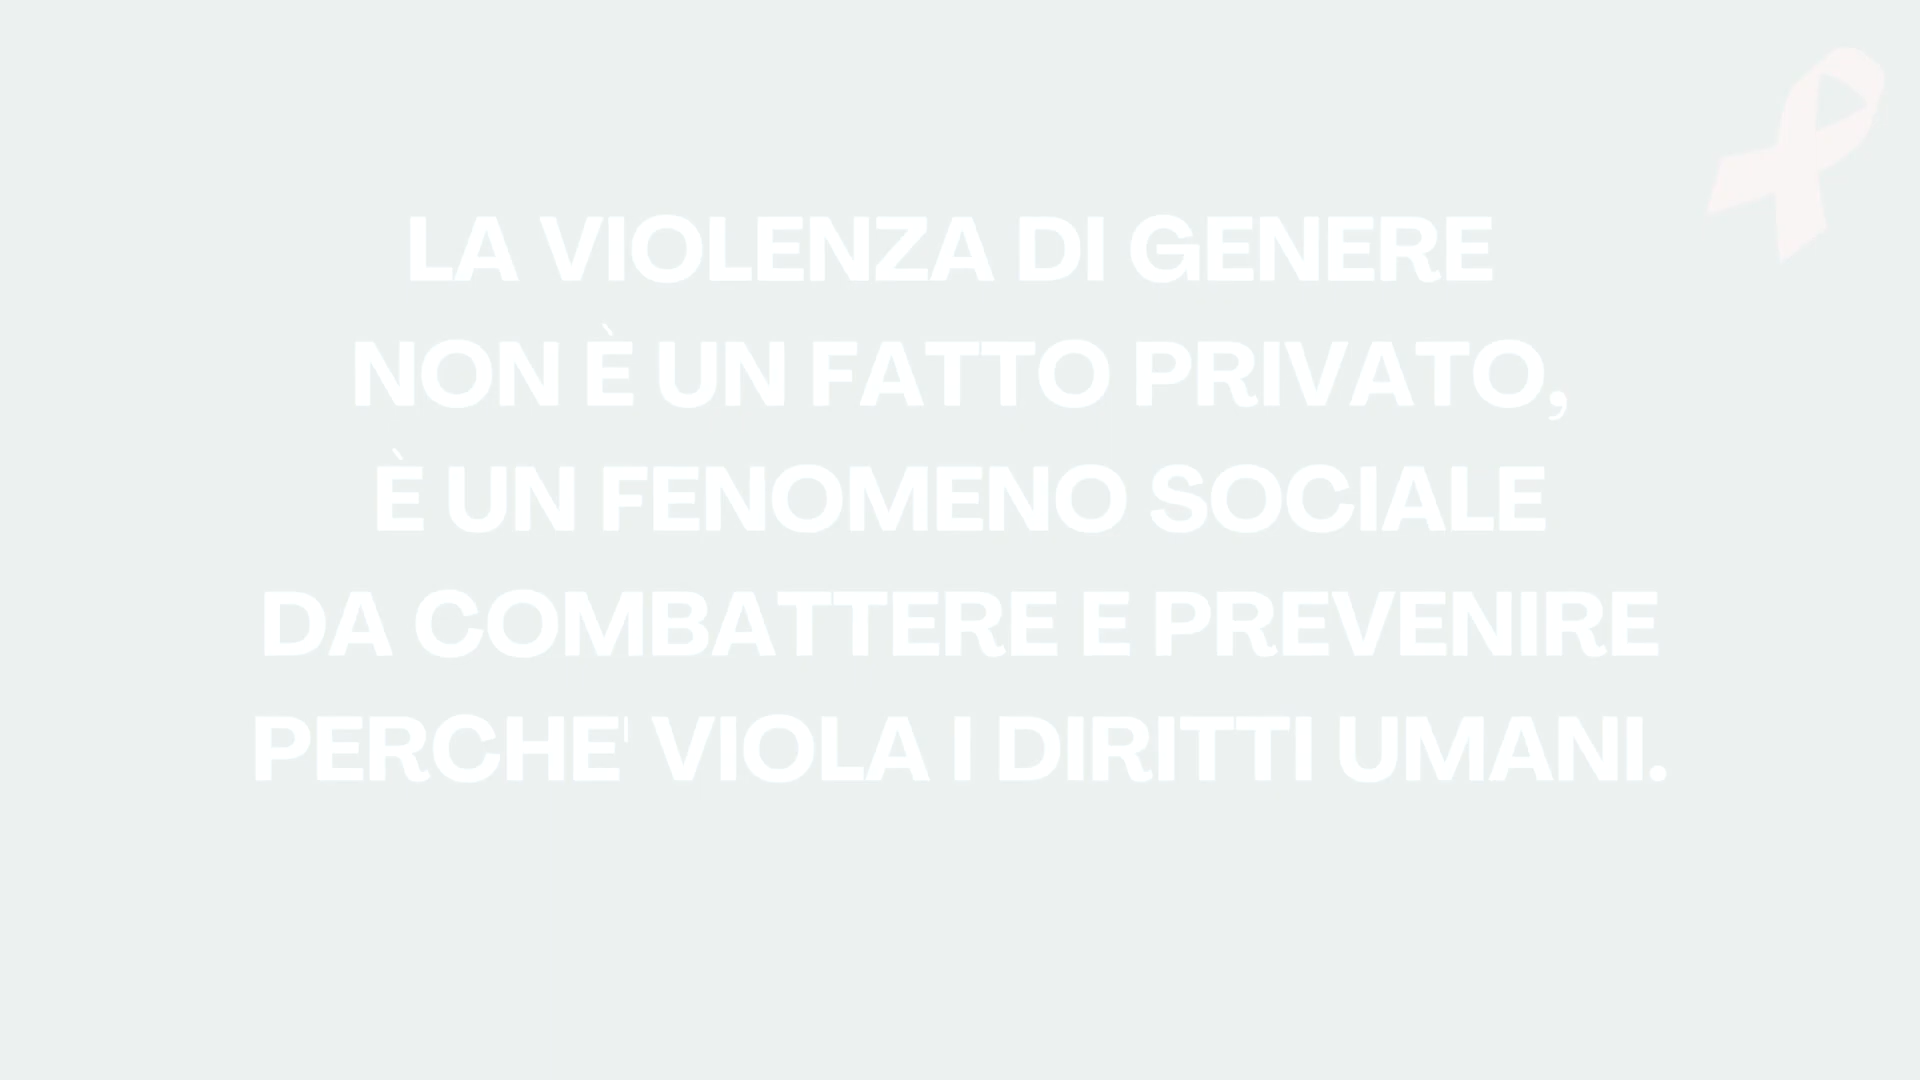 LA VIOLENZA DI GENERE
NON È UN FATTO PRIVATO,
È UN FENOMENO SOCIALE
DA COMBATTERE E PREVENIRE
PERCHE' VIOLA I DIRITTI UMANI.